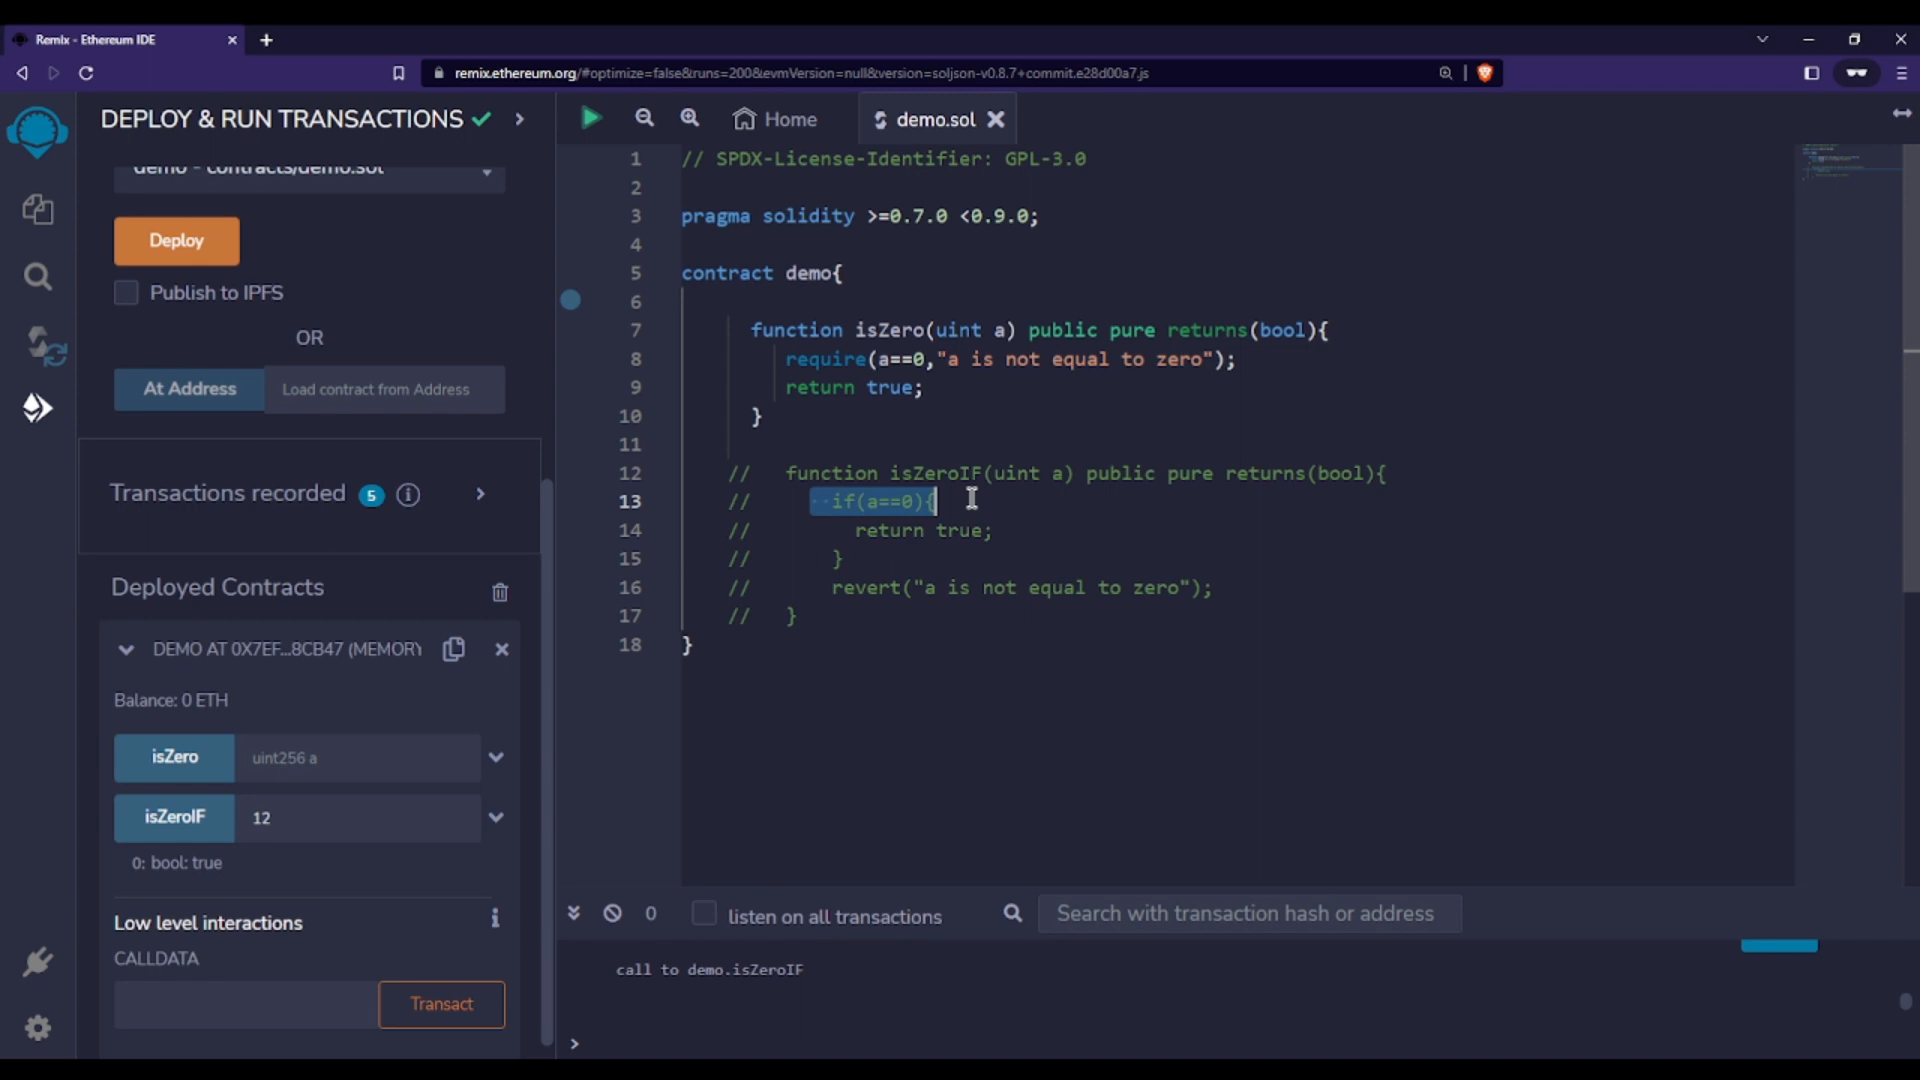 Remix - Ethereum IDE
remix.ethereum.org/#optimize=false&runs=200&evmVersion=null&version=soljson-v0.8.7+commit.e28d00a7.js
DEPLOY & RUN TRANSACTIONS
demo - contracts/demo.sol
Deploy
Publish to IPFS
OR
At Address
Load contract from Address
Transactions recorded 5
Deployed Contracts
DEMO AT 0X7EF...8CB47 (MEMORY
Balance: 0 ETH
isZero
uint256 a
isZeroIF
12
0: bool: true
Low level interactions
CALLDATA
Transact
Home
demo.sol
1 // SPDX-License-Identifier: GPL-3.0
2
3 pragma solidity >=0.7.0 <0.9.0;
4
5 contract demo{
6
7 function isZero(uint a) public pure returns(bool){
8 require(a==0,"a is not equal to zero");
9 return true;
10 }
11
12 // function isZeroIF(uint a) public pure returns(bool){
13 // if(a==0){
14 // return true;
15 // }
16 // revert("a is not equal to zero");
17 // }
18 }
0
listen on all transactions
Search with transaction hash or address
call to demo.isZeroIF
>